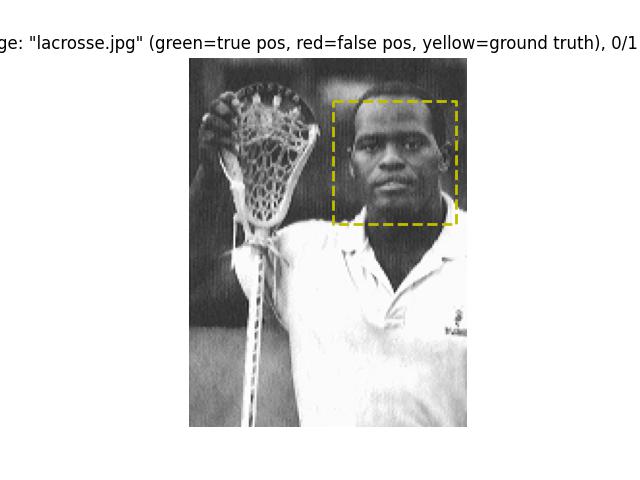 ge: "lacrosse.jpg" (green=true pos, red=false pos, yellow=ground truth), 0/1